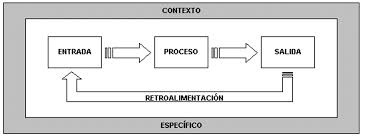 CONTEXTO
ENTRADA
PROCESO
SALIDA
RETROALIMENTACIÓN
ESPECÍFICO